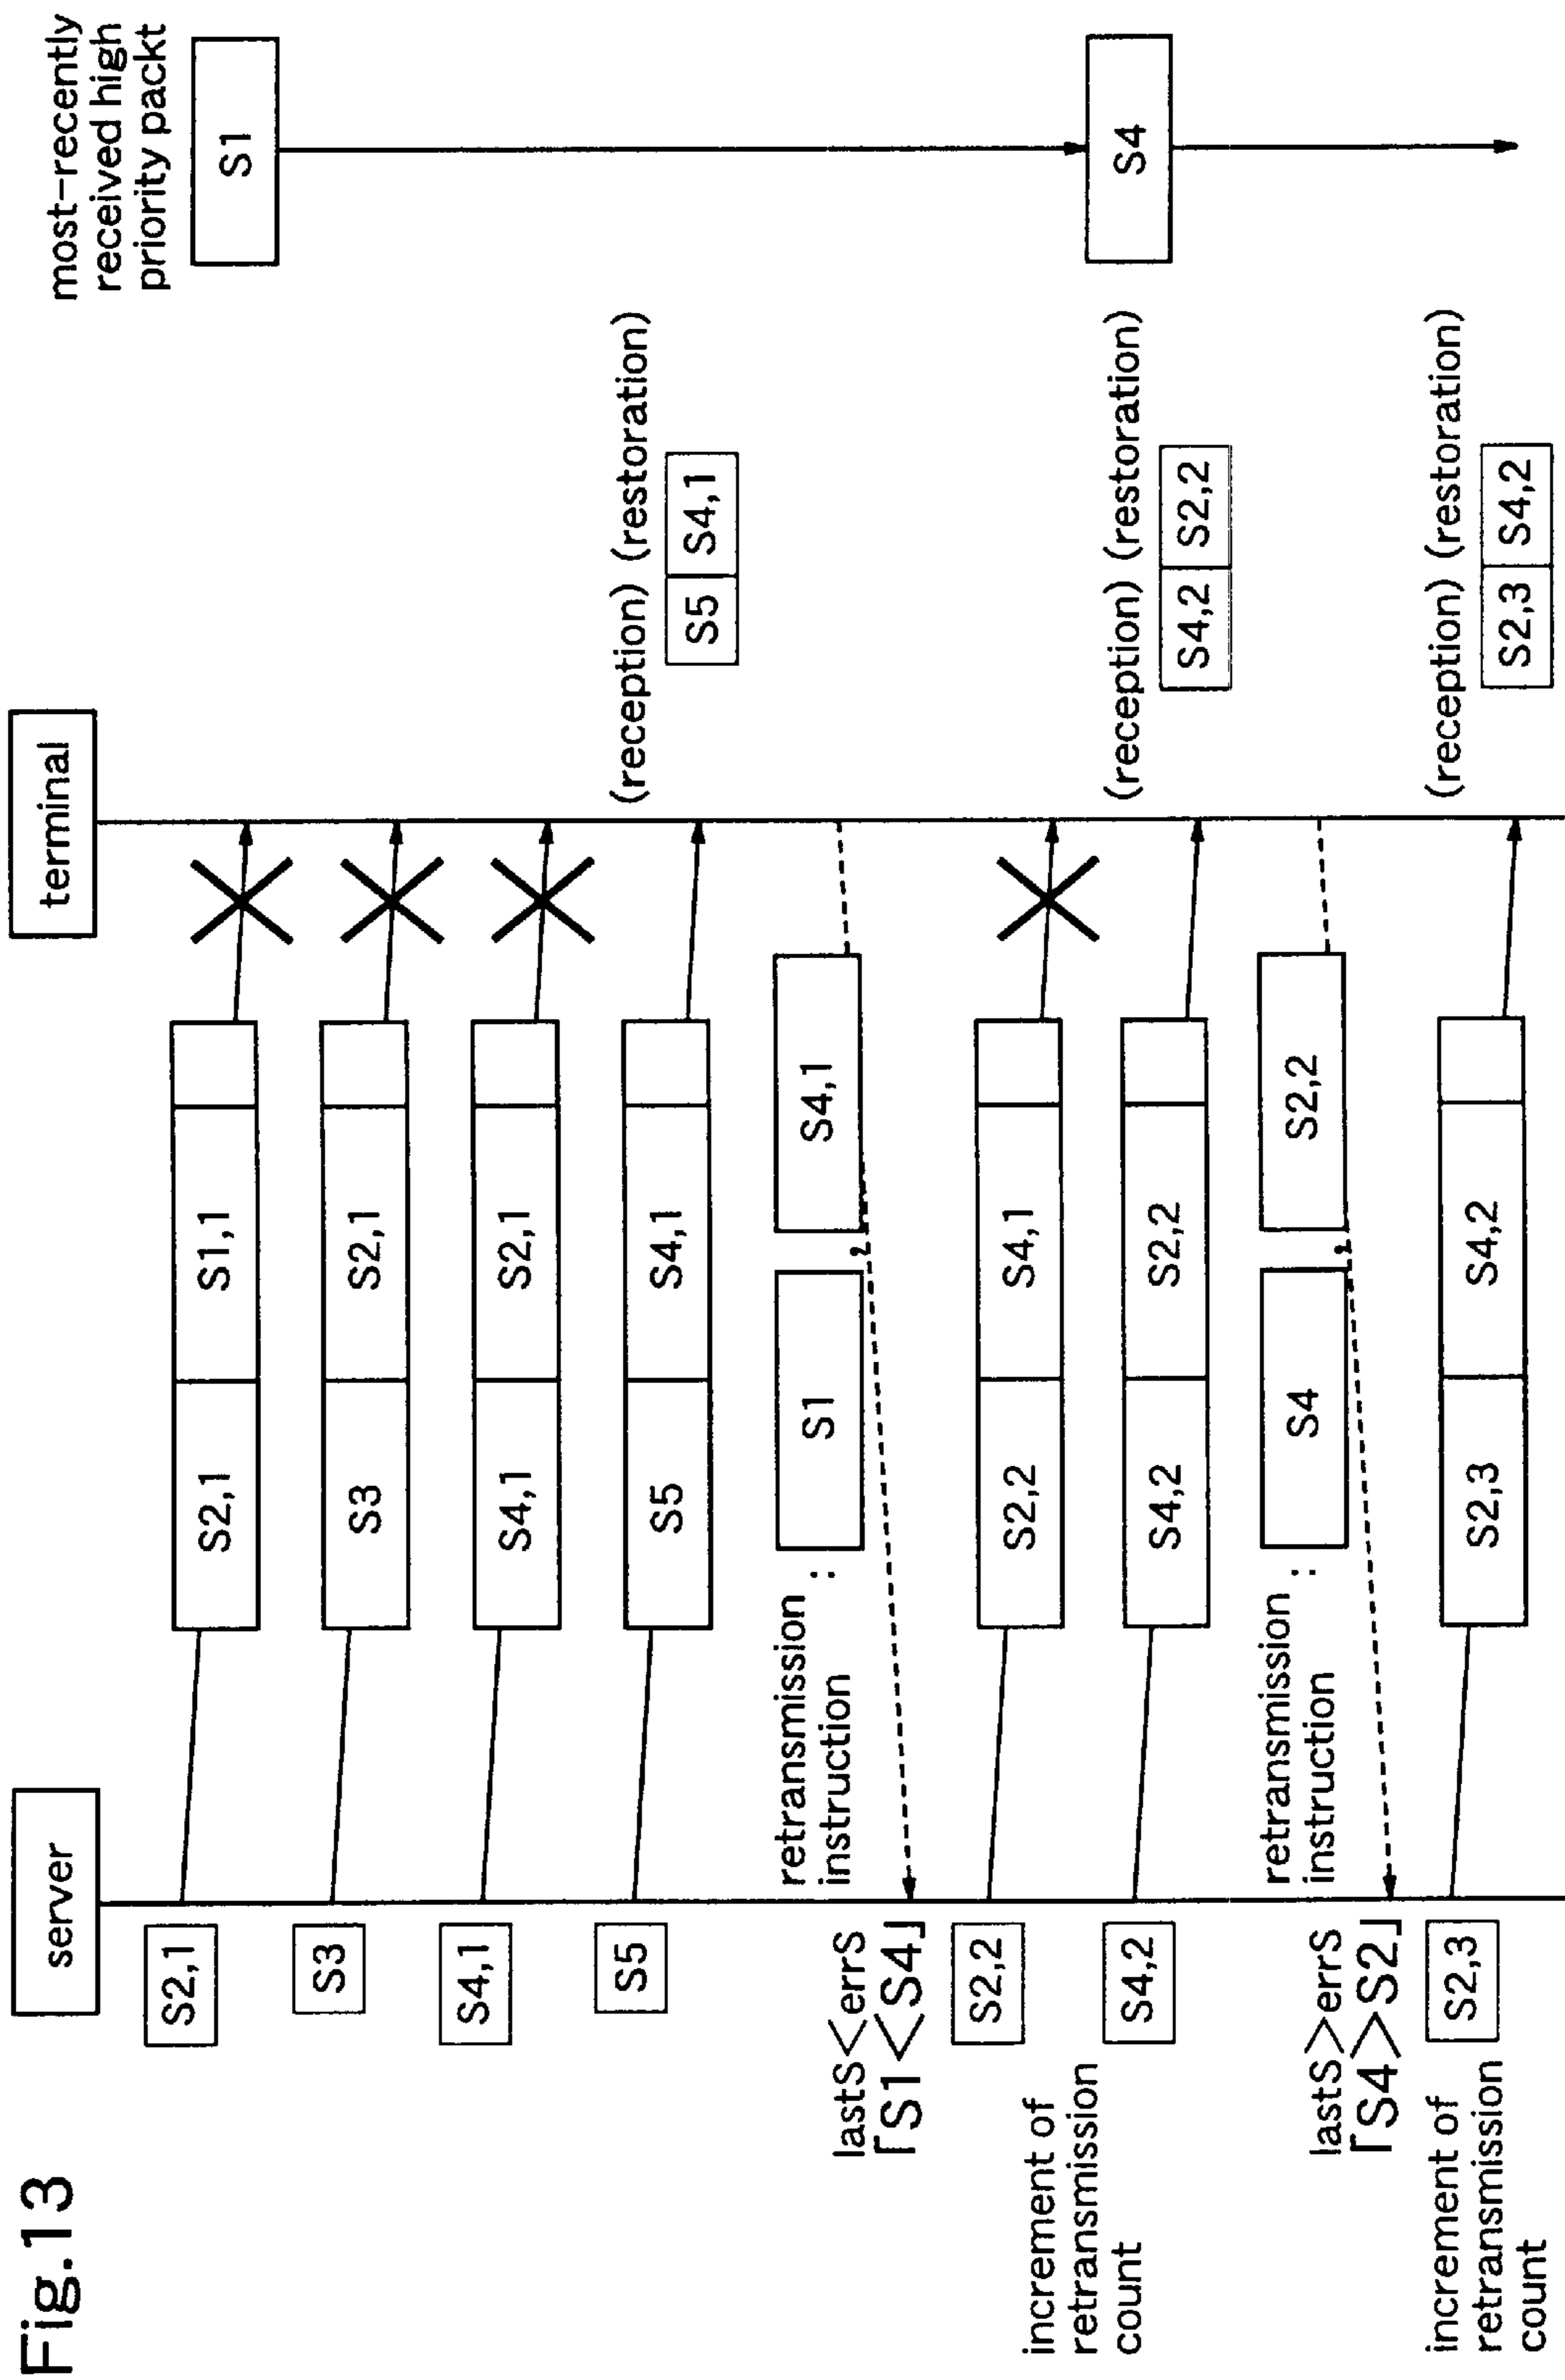 Fig.13
server
terminal
most-recently
received high
priority packt
S1
S2,1
S2,1
S1,1
S3
S3
S2,1
S4,1
S4,1
S2,1
S5
S5
S4,1
(reception) (restoration)
S5
S4,1
retransmission
instruction :
S1
,
S4,1
lastS<errS
「S1<S4」
S2,2
S2,2
S4,1
S4
increment of
retransmission
count
S4,2
S4,2
S2,2
(reception) (restoration)
S4,2
S2,2
retransmission
instruction :
S4
,
S2,2
lastS>errS
「S4>S2」
increment of
retransmission
count
S2,3
S2,3
S4,2
(reception) (restoration)
S2,3
S4,2